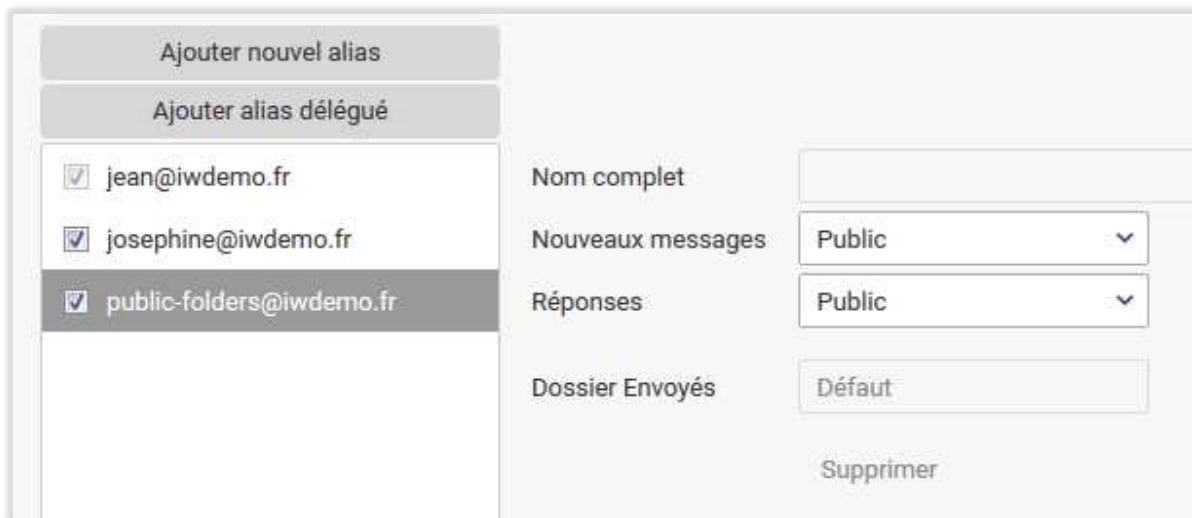 Ajouter nouvel alias
Ajouter alias délégué
jean@iwdemo.fr
josephine@iwdemo.fr
public-folders@iwdemo.fr
Nom complet
Nouveaux messages Public
Réponses Public
Dossier Envoyés Défaut
Supprimer